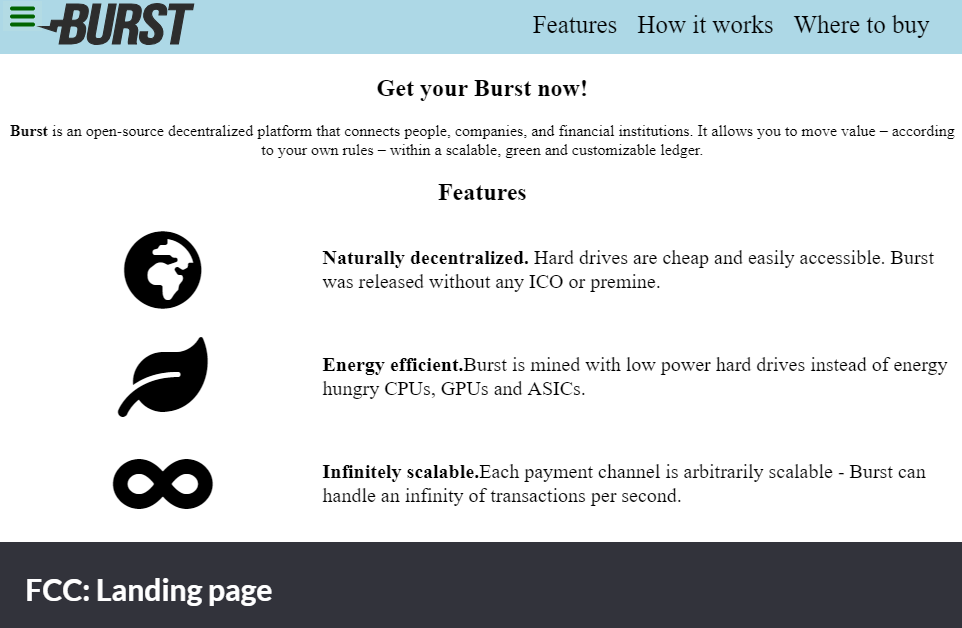 BURST
Features How it works Where to buy
Get your Burst now!
Burst is an open-source decentralized platform that connects people, companies, and financial institutions. It allows you to move value – according
to your own rules – within a scalable, green and customizable ledger.
Features
Naturally decentralized. Hard drives are cheap and easily accessible. Burst
was released without any ICO or premine.
Energy efficient.Burst is mined with low power hard drives instead of energy
hungry CPUs, GPUs and ASICs.
Infinitely scalable.Each payment channel is arbitrarily scalable - Burst can
handle an infinity of transactions per second.
FCC: Landing page